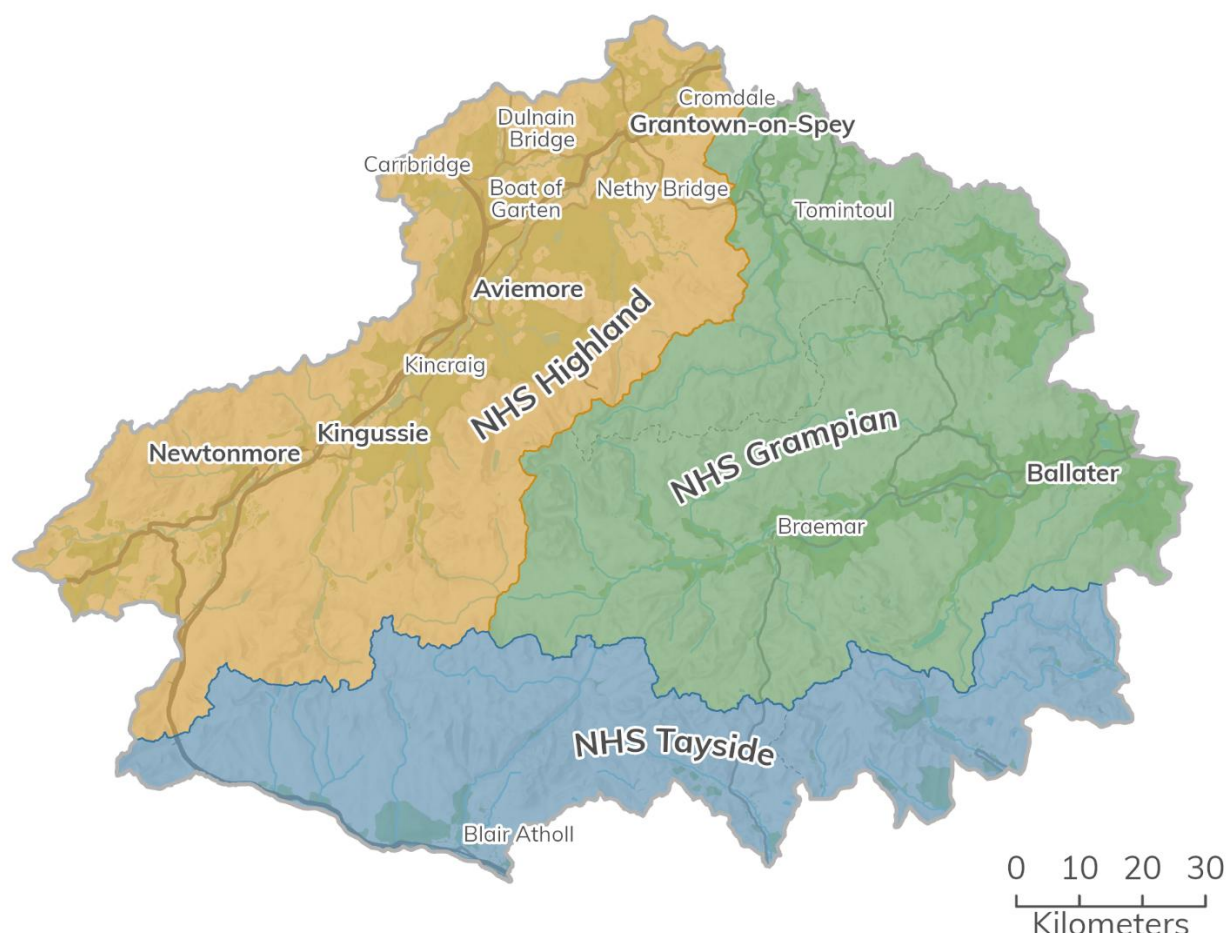 Cromdale
Grantown-on-Spey
Dulnain
Bridge
Carrbridge
Boat of
Garten
Nethy Bridge
Tomintoul
Aviemore
NHS Highland
Kincraig
Kingussie
Newtonmore
NHS Grampian
Ballater
Braemar
NHS Tayside
Blair Atholl
0 10 20 30
Kilometers